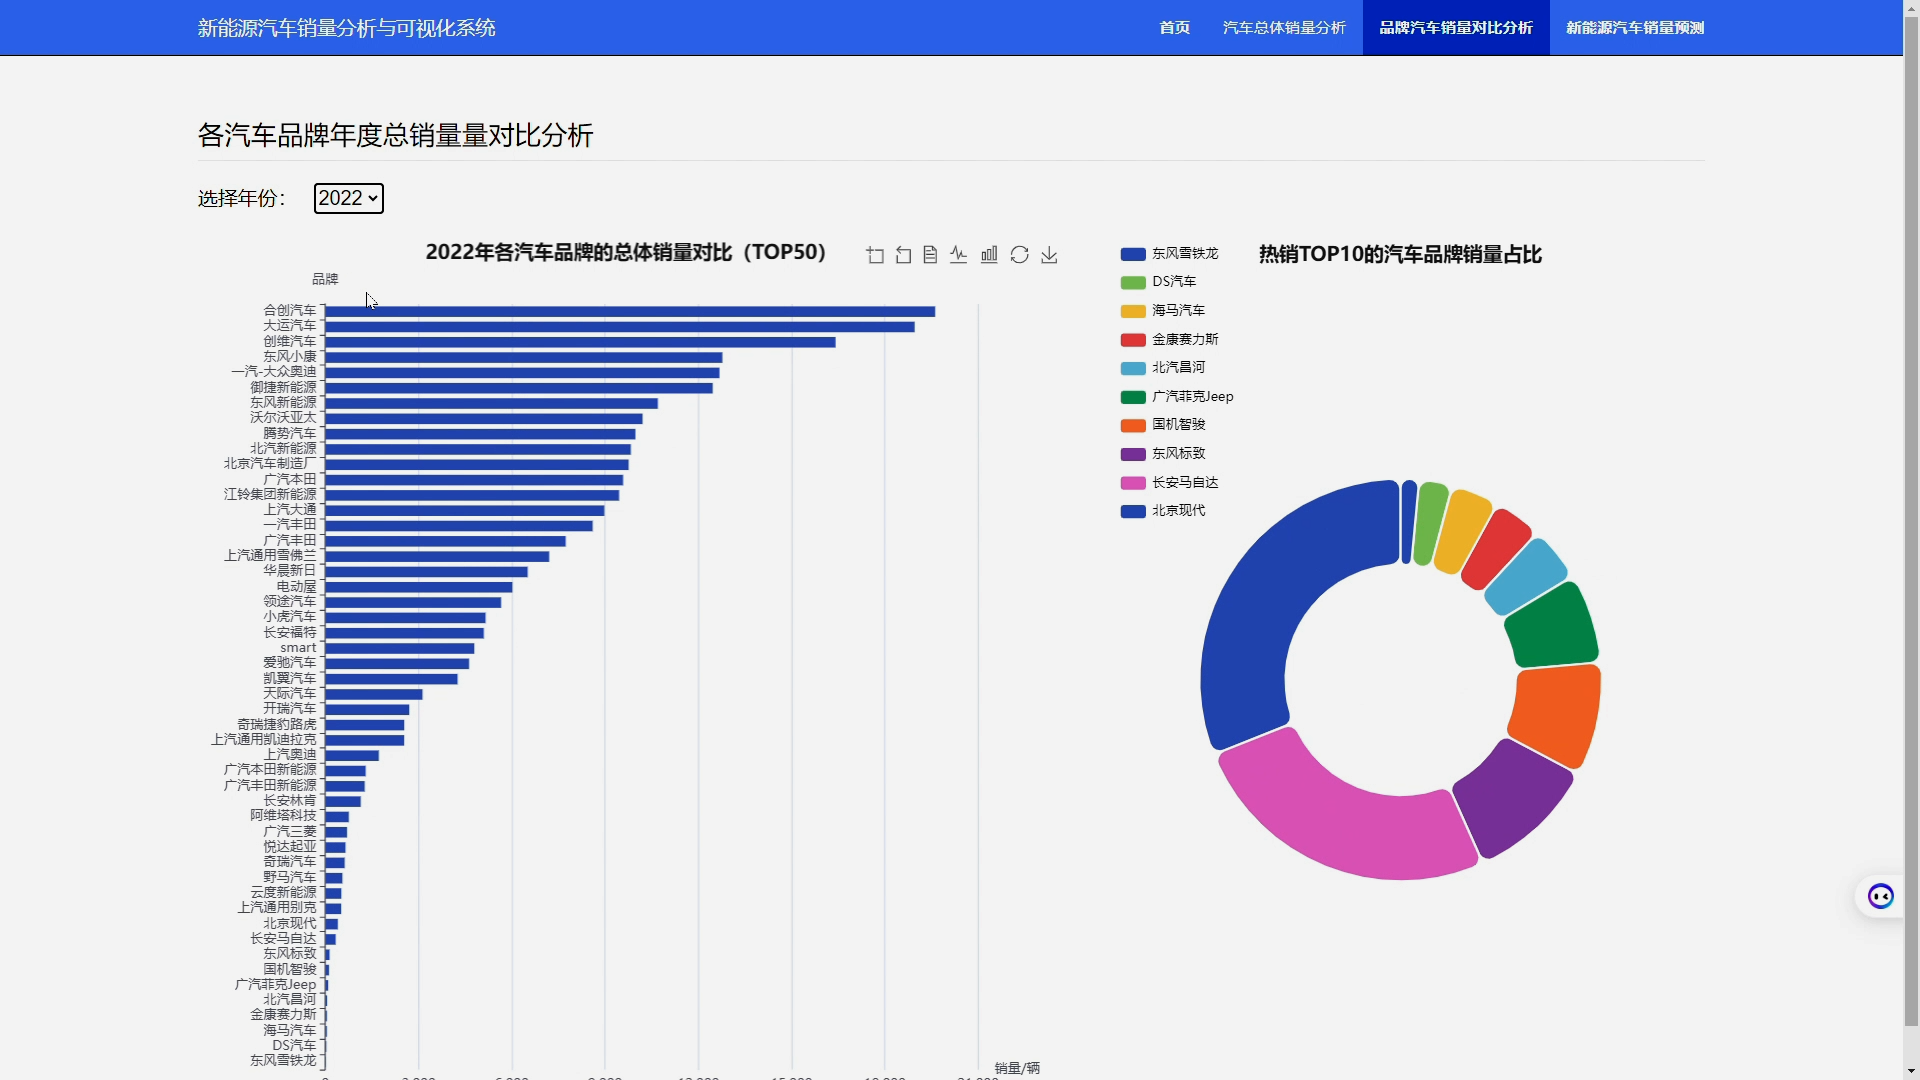 新能源汽车销量分析与可视化系统
首页
汽车总体销量分析
品牌汽车销量对比分析
新能源汽车销量预测
各汽车品牌年度总销量量对比分析
选择年份：
2022
2022年各汽车品牌的总体销量对比（TOP50）
品牌
合创汽车
大运汽车
创维汽车
东风小康
一汽-大众奥迪
御捷新能源
东风新能源
沃尔沃亚太
腾势汽车
北汽新能源
北京汽车制造厂
广汽本田
江铃集团新能源
上汽大通
一汽丰田
广汽丰田
上汽通用雪佛兰
华晨新日
电动屋
领途汽车
小虎汽车
长安福特
smart
爱驰汽车
凯翼汽车
天际汽车
开瑞汽车
奇瑞捷豹路虎
上汽通用凯迪拉克
上汽奥迪
广汽本田新能源
广汽丰田新能源
长安林肯
阿维塔科技
广汽三菱
悦达起亚
奇瑞汽车
野马汽车
云度新能源
上汽通用别克
北京现代
长安马自达
东风标致
国机智骏
广汽菲克Jeep
北汽昌河
金康赛力斯
海马汽车
DS汽车
东风雪铁龙
销量/辆
热销TOP10的汽车品牌销量占比
东风雪铁龙
DS汽车
海马汽车
金康赛力斯
北汽昌河
广汽菲克Jeep
国机智骏
东风标致
长安马自达
北京现代